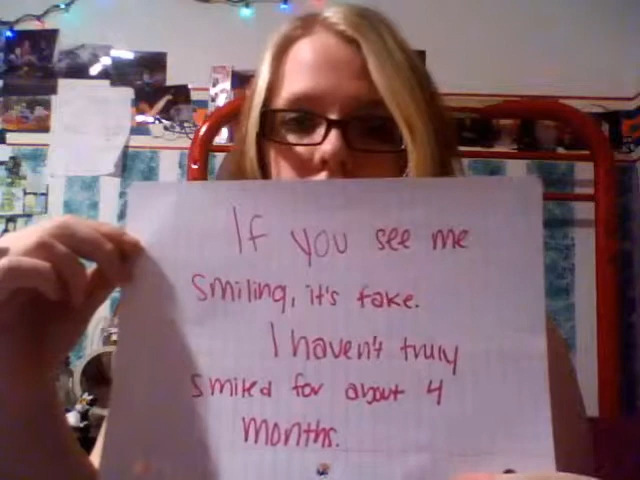 If you see me
smiling, it's fake.
I haven't truly
smiled for about 4
months.